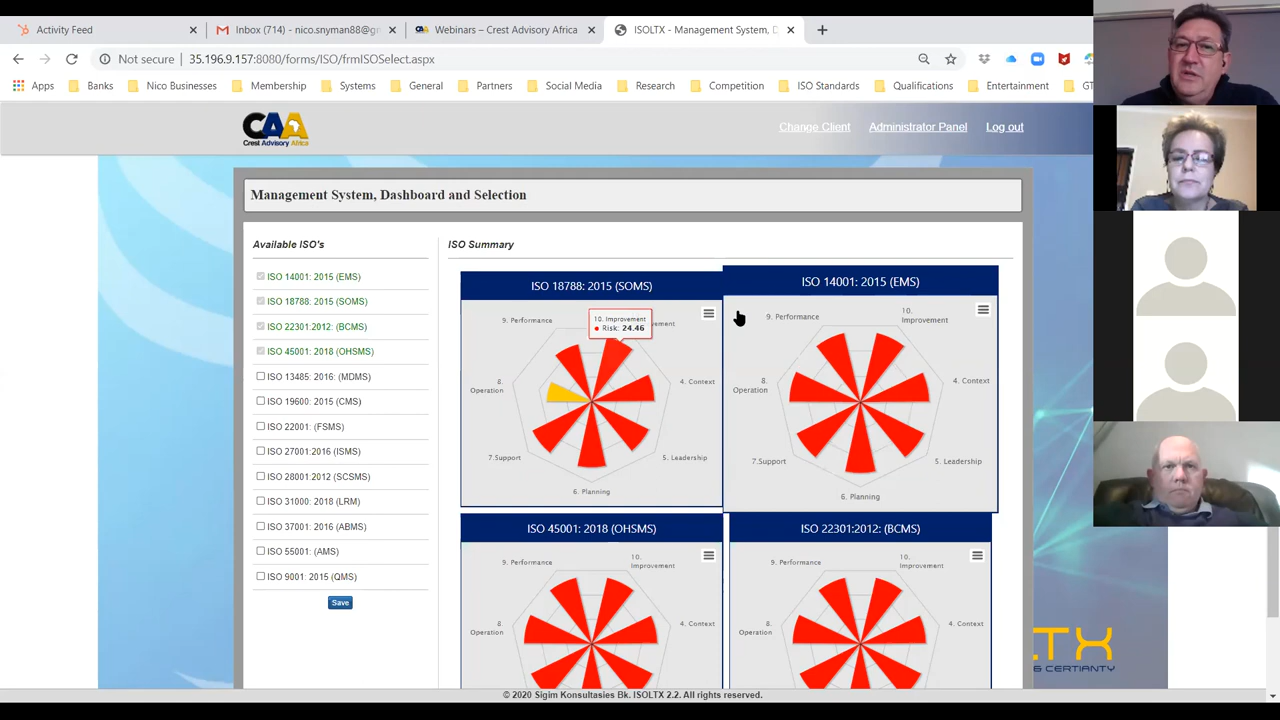 Activity Feed
Inbox (714) - nico.snyman88@g
Webinars – Crest Advisory Africa
ISOLTX - Management System, D
Not secure
35.196.9.157:8080/forms/ISO/
Select.aspx
Apps
Banks
Nico Businesses
Membership
Systems
General
Partners
Social Media
Research
Competition
ISO Standards
Qualifications
Entertainment
CAA
Crest Advisory Africa
Change Client
Administrator Panel
Log out
Management System, Dashboard and Selection
Available ISO's
ISO 14001: 2015 (EMS)
ISO 18788: 2015 (SOMS)
ISO 22301:2012: (BCMS)
ISO 45001: 2018 (OHSMS)
ISO 13485: 2016: (MDMS)
ISO 19600: 2015 (CMS)
ISO 22001: (FSMS)
ISO 27001:2016 (ISMS)
ISO 28001:2012 (SCSMS)
ISO 31000: 2018 (LRM)
ISO 37001:2016 (ABMS)
ISO 55001: (AMS)
ISO 9001: 2015 (QMS)
Save
ISO Summary
ISO 18788: 2015 (SOMS)
9. Performance
10. Improvement
Risk: 24.46
8.
Operation
4. Context
7.Support
5. Leadership
6. Planning
ISO 14001: 2015 (EMS)
9. Performance
10.
Improvement
8.
Operation
4. Context
7.Support
5. Leadership
6. Planning
ISO 45001: 2018 (OHSMS)
9. Performance
10.
Improvement
8.
Operation
4. Context
ISO 22301:2012: (BCMS)
9. Performance
10.
Improvement
8.
Operation
4. Context
LTX
& CERTIANTY
© 2020 Sigim Konsultasies Bk. ISOLTX 2.2. All rights reserved.